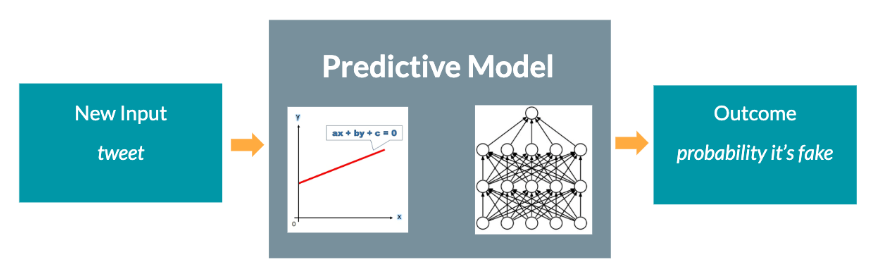 New Input
tweet
Predictive Model
y
ax + by + c = 0
x
0
Outcome
probability it's fake